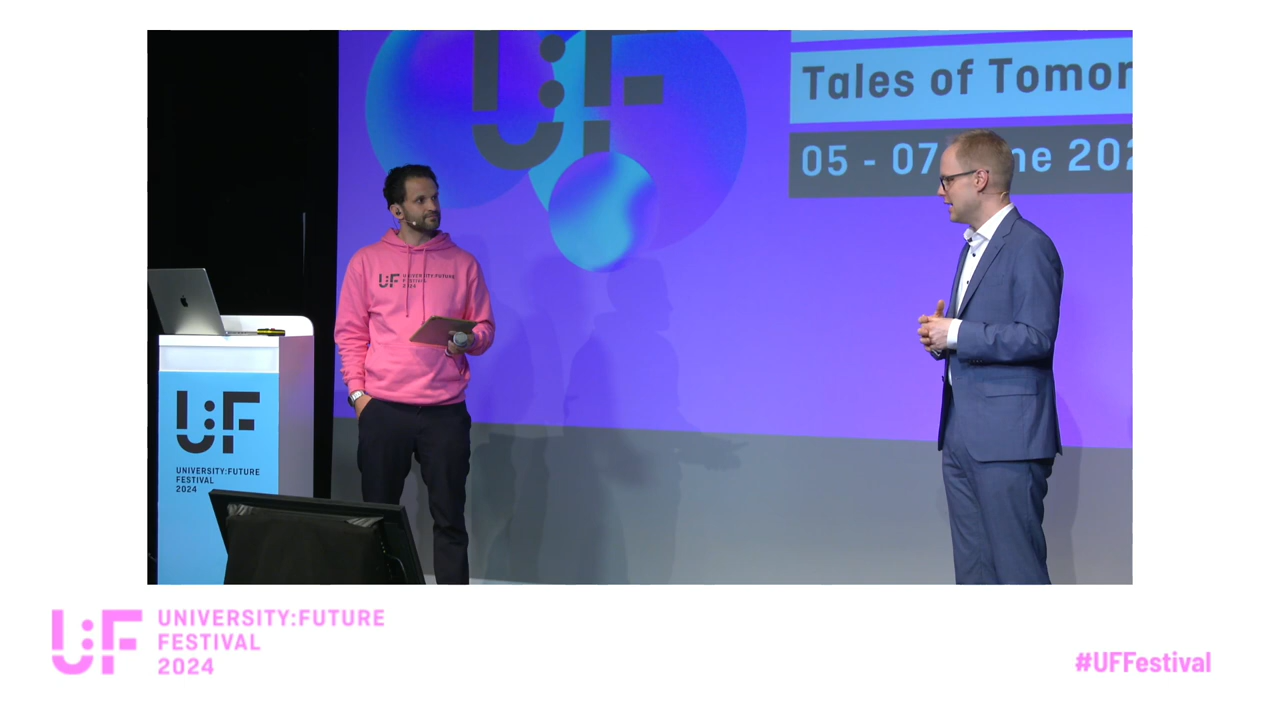 U:F
Tales of Tomor
05 - 07 ne 202
UF UNIVERSITY:FUTURE
FESTIVAL
2024
U:F
UNIVERSITY:FUTURE
FESTIVAL
2024
U:F UNIVERSITY:FUTURE
FESTIVAL
2024
#UFFestival